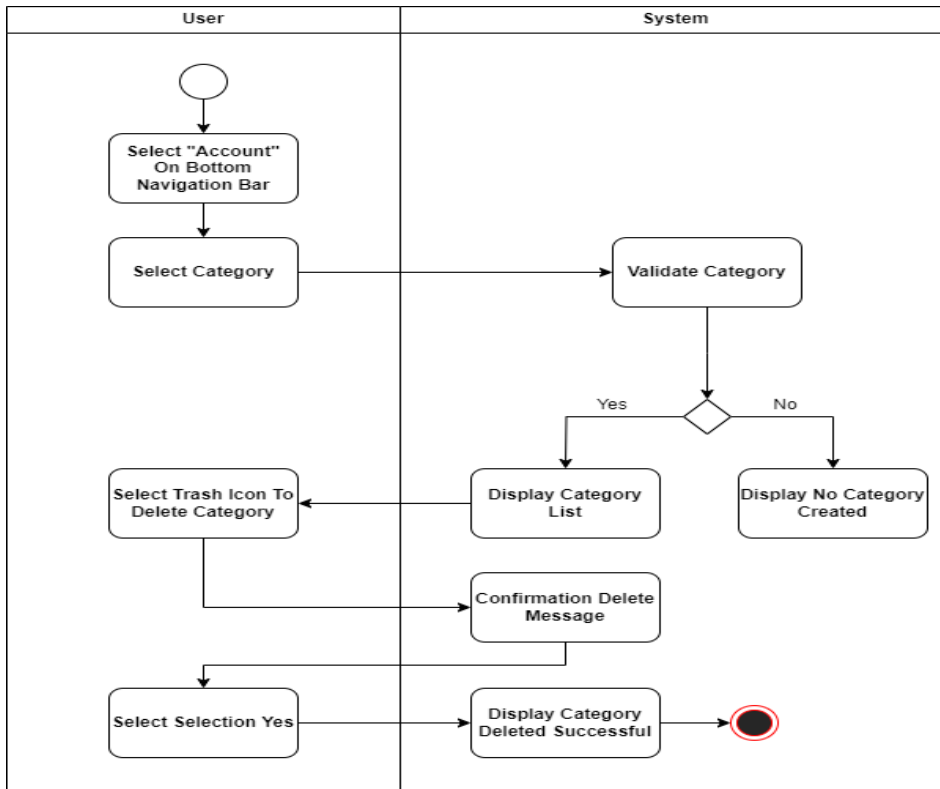 User
System
Select "Account"
On Bottom
Navigation Bar
Select Category
Validate Category
Yes
No
Select Trash Icon To
Delete Category
Display Category
List
Display No Category
Created
Confirmation Delete
Message
Select Selection Yes
Display Category
Deleted Successful